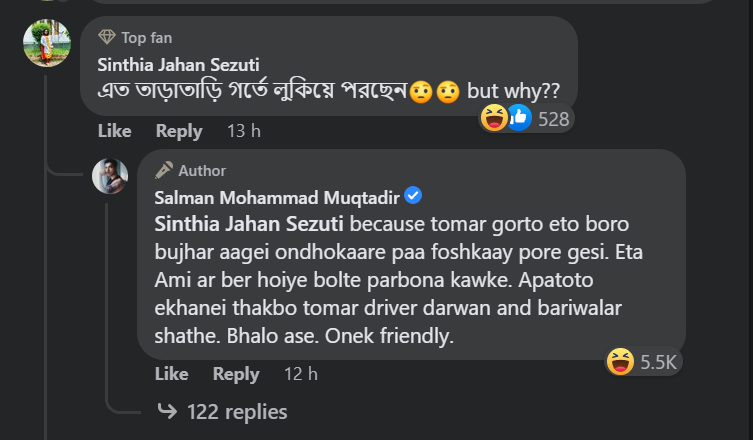 Top fan
Sinthia Jahan Sezuti
এত তাড়াতাড়ি গর্তে লুকিয়ে পরছেন😟😟 but why??
Like Reply 13 h
528
Author
Salman Mohammad Muqtadir
Sinthia Jahan Sezuti because tomar gorto eto boro
bujhar aagei ondhokaare paa foshkaay pore gesi. Eta
Ami ar ber hoiye bolte parbona kawke. Apatoto
ekhanei thakbo tomar driver darwan and bariwalar
shathe. Bhalo ase. Onek friendly.
5.5K
Like Reply 12 h
122 replies